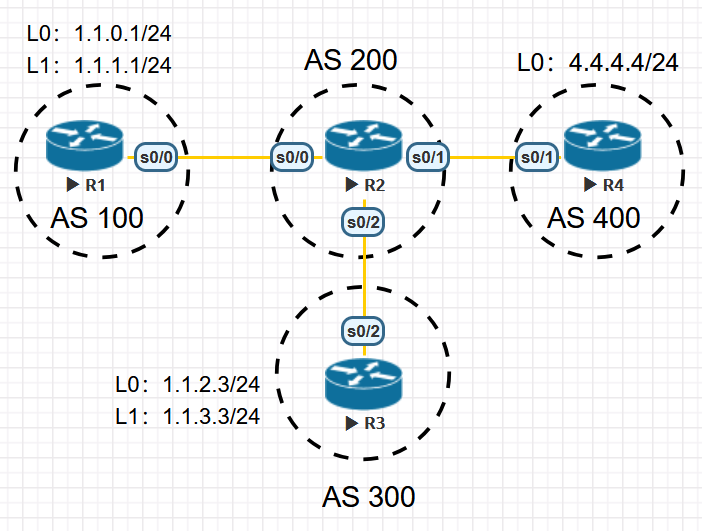 L0：1.1.0.1/24
L1：1.1.1.1/24
AS 200
L0：4.4.4.4/24
s0/0
s0/0
s0/1
s0/1
R1
R2
R4
AS 100
s0/2
AS 400
s0/2
L0：1.1.2.3/24
L1：1.1.3.3/24
R3
AS 300